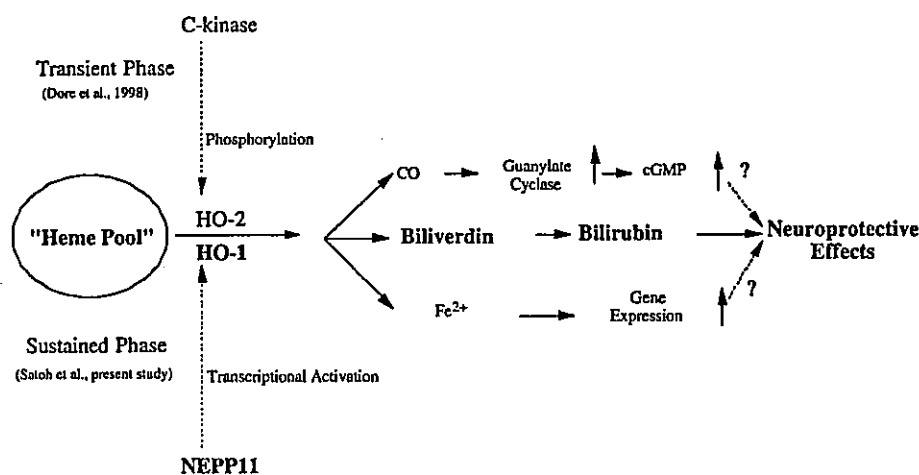 C-kinase
Transient Phase
(Dore et al., 1998)
Phosphorylation
"Heme Pool"
HO-2
HO-1
CO
Guanylate
Cyclase
cGMP
?
Biliverdin
Bilirubin
Neuroprotective
Effects
Fe2+
Gene
Expression
?
Sustained Phase
(Satoh et al., present study)
Transcriptional Activation
NEPP11